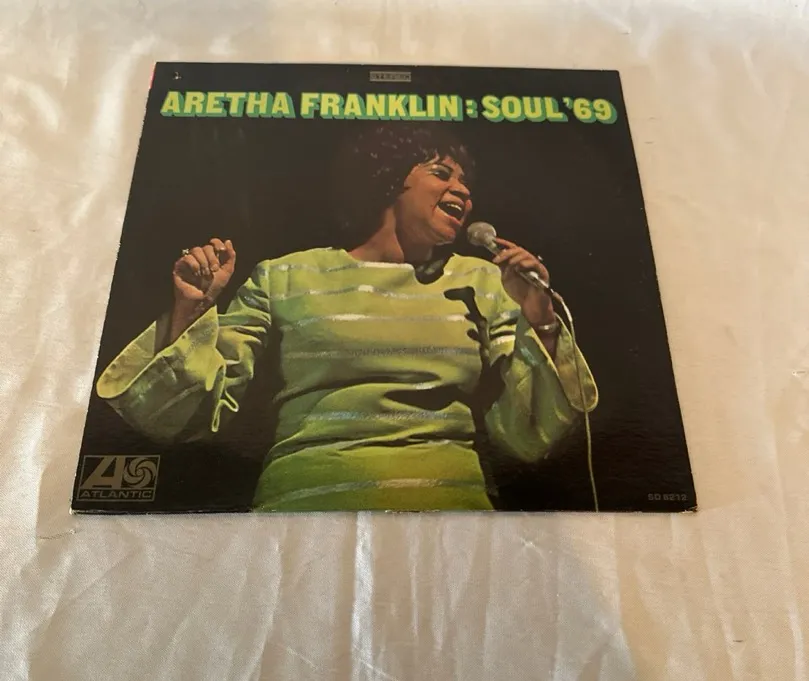 STEREO
ARETHA FRANKLIN: SOUL '69
ATLANTIC
SD 8212